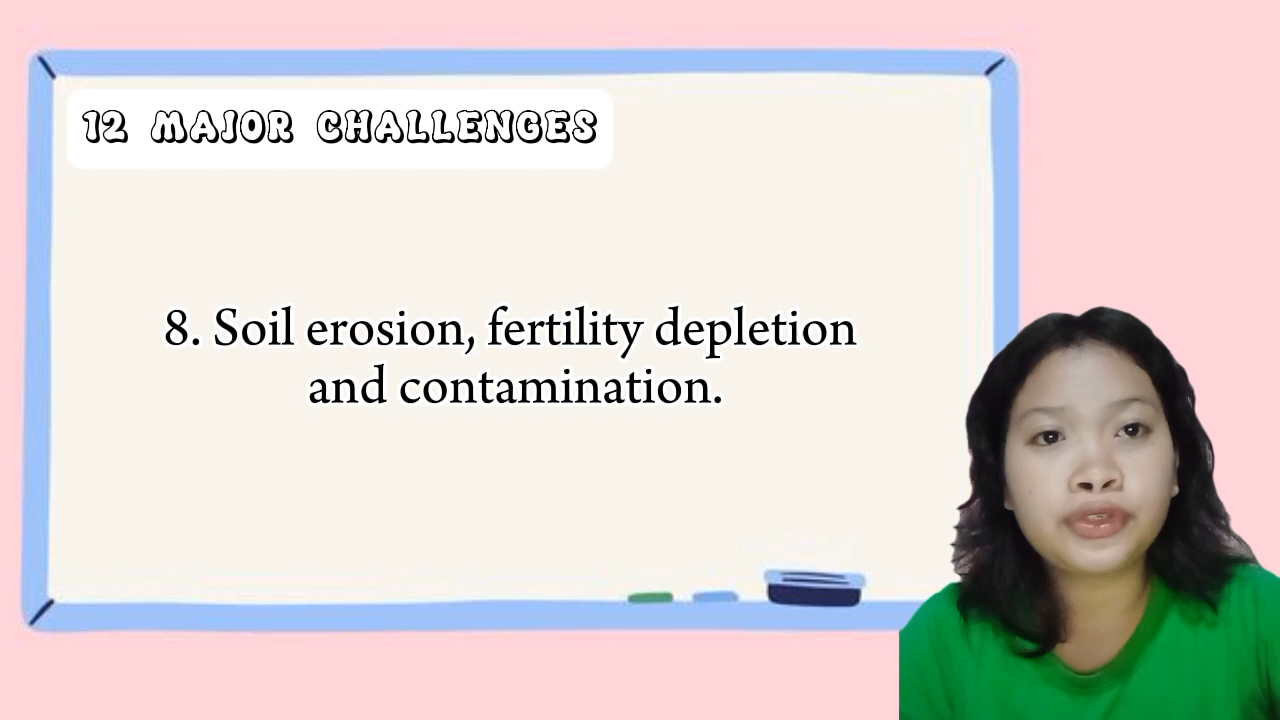 12 MAJOR CHALLENGES
8. Soil erosion, fertility depletion
and contamination.